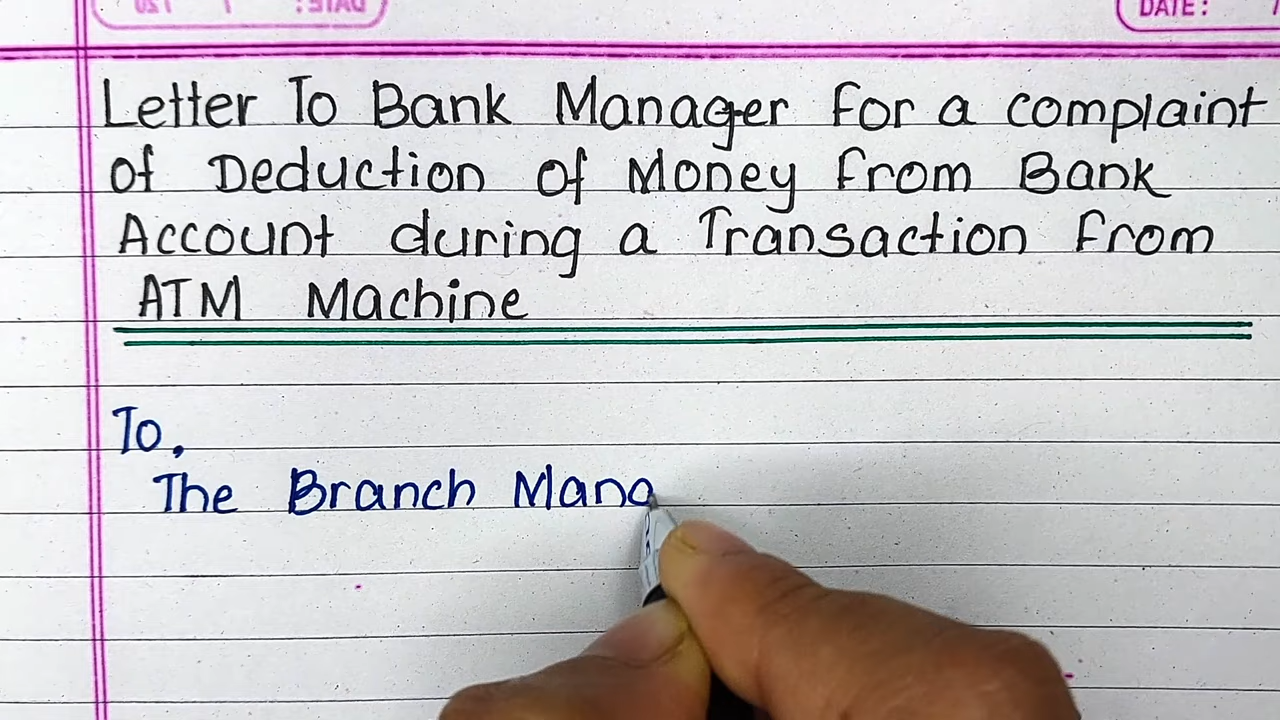 DATE:
Letter To Bank Manager for a complaint
of Deduction of Money from Bank
Account during a Transaction from
ATM Machine
To,
The Branch Mana